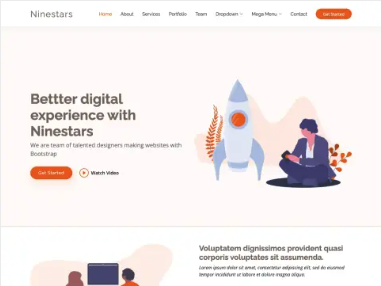 Ninestars
Home About Services Portfolio Team Dropdown Mega Menu Contact Get Started
Bettter digital
experience with
Ninestars
We are team of talented designers making websites with
Bootstrap
Get Started Watch Video
Voluptatem dignissimos provident quasi
corporis voluptates sit assumenda.
Lorem ipsum dolor sit amet, consectetur adipiscing elit, sed do eiusmod
tempor incididunt ut labore et dolore magna aliqua.